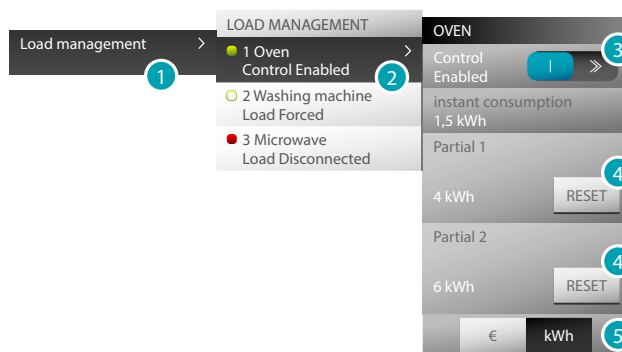 Load management
1
LOAD MANAGEMENT
1 Oven
Control Enabled
2
2 Washing machine
Load Forced
3 Microwave
Load Disconnected
OVEN
Control
Enabled
3
instant consumption
1,5 kWh
Partial 1
4
4 kWh
RESET
Partial 2
4
6 kWh
RESET
€
kWh
5